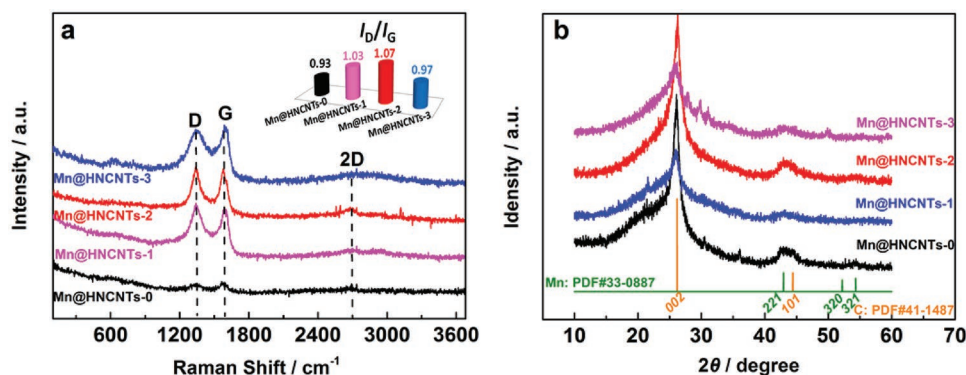 a
I_D/I_G
0.93
1.03
1.07
0.97
Mn@HNCNTs-0
Mn@HNCNTs-1
Mn@HNCNTs-2
Mn@HNCNTs-3
D
G
2D
Mn@HNCNTs-3
Mn@HNCNTs-2
Mn@HNCNTs-1
Mn@HNCNTs-0
Intensity / a.u.
600 1200 1800 2400 3000 3600
Raman Shift / cm⁻¹
b
Mn@HNCNTs-3
Mn@HNCNTs-2
Mn@HNCNTs-1
Mn@HNCNTs-0
Mn: PDF#33-0887
002
221
101
320
321
C: PDF#41-1487
Idensity / a.u.
10 20 30 40 50 60
2θ / degree